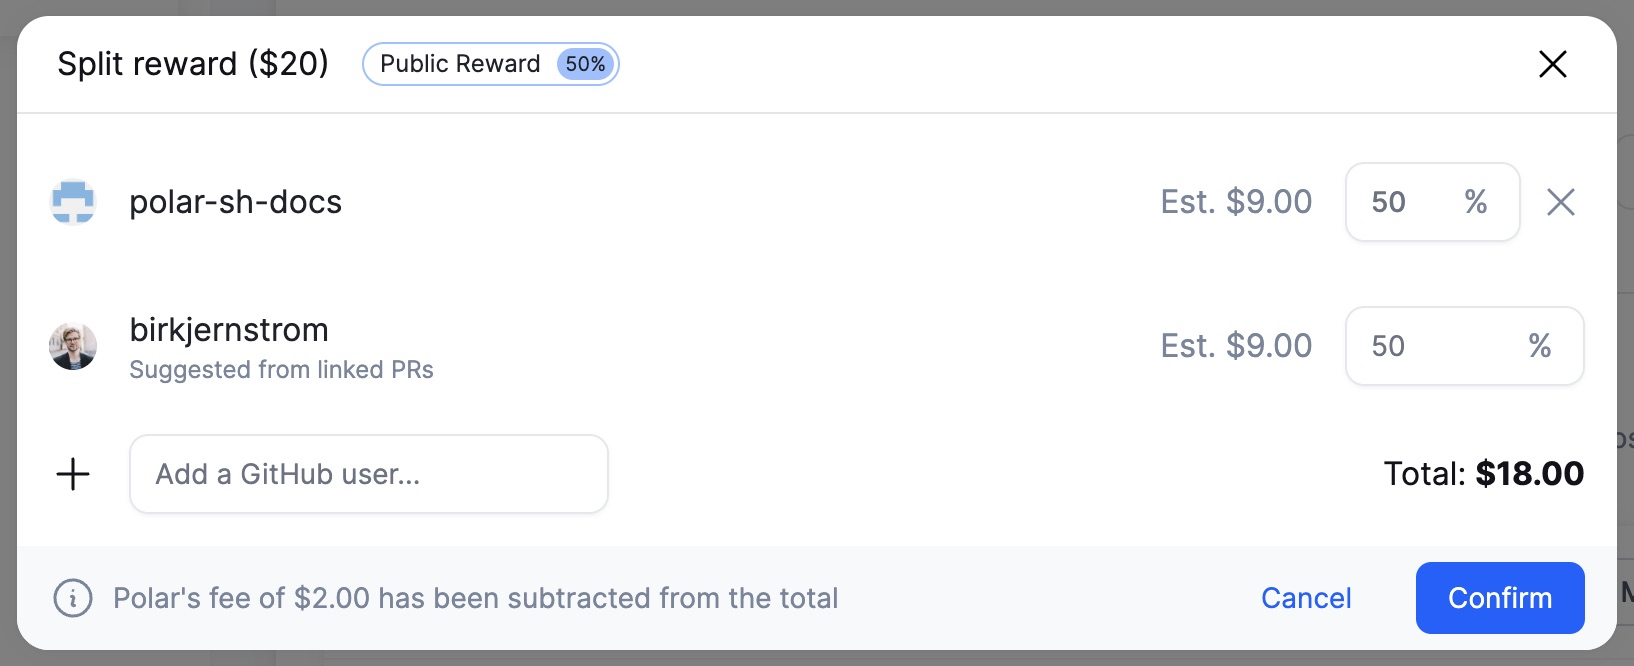 Split reward ($20) Public Reward 50%
polar-sh-docs Est. $9.00 50 %
birkjernstrom
Suggested from linked PRs Est. $9.00 50 %
Add a GitHub user... Total: $18.00
Polar's fee of $2.00 has been subtracted from the total Cancel Confirm